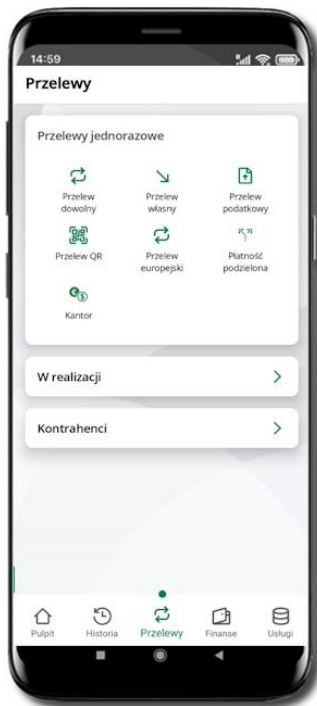 14:59
Przelewy
Przelewy jednorazowe
Przelew
dowolny
Przelew
własny
Przelew
podatkowy
Przelew QR
Przelew
europejski
Płatność
podzielona
Kantor
W realizacji
Kontrahenci
Pulpit
Historia
Przelewy
Finanse
Usługi